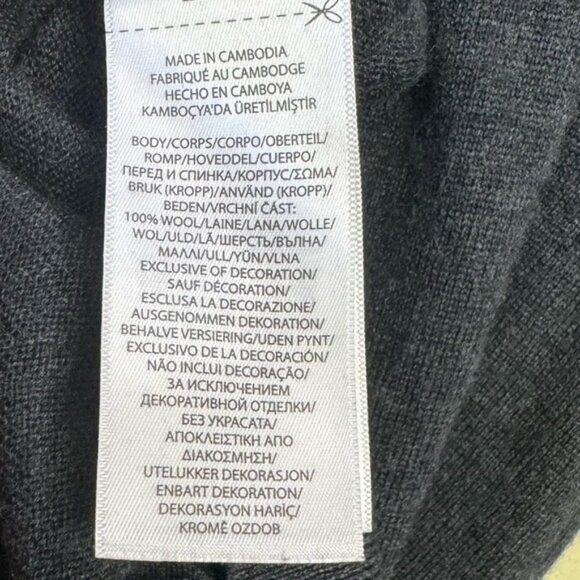 MADE IN CAMBODIA
FABRIQUÉ AU CAMBODGE
HECHO EN CAMBOYA
KAMBOÇYA'DA ÜRETİLMİŞTİR
BODY/CORPS/CORPO/OBERTEIL/
ROMP/HOVEDDEL/CUERPO/
ПЕРЕД И СПИНКА/КОРПУС/ΣΩΜΑ/
BRUK (KROPP)/ANVÄND (KROPP)/
BEDEN/VRCHNÍ ČÁST:
100% WOOL/LAINE/LANA/WOLLE/
WOL/ULD/LÃ/ШЕРСТЬ/ВЪЛНА/
ΜΑΛΛΙ/ULL/YÜN/VLNA
EXCLUSIVE OF DECORATION/
SAUF DÉCORATION/
ESCLUSA LA DECORAZIONE/
AUSGENOMMEN DEKORATION/
BEHALVE VERSIERING/UDEN PYNT/
EXCLUSIVO DE LA DECORACIÓN/
NÃO INCLUI DECORAÇÃO/
ЗА ИСКЛЮЧЕНИЕМ
ДЕКОРАТИВНОЙ ОТДЕЛКИ/
БЕЗ УКРАСАТА/
ΑΠΟΚΛΕΙΣΤΙΚΗ ΑΠΟ
ΔΙΑΚΟΣΜΗΣΗ/
UTELUKKER DEKORASJON/
ENBART DEKORATION/
DEKORASYON HARİÇ/
KROMĚ OZDOB